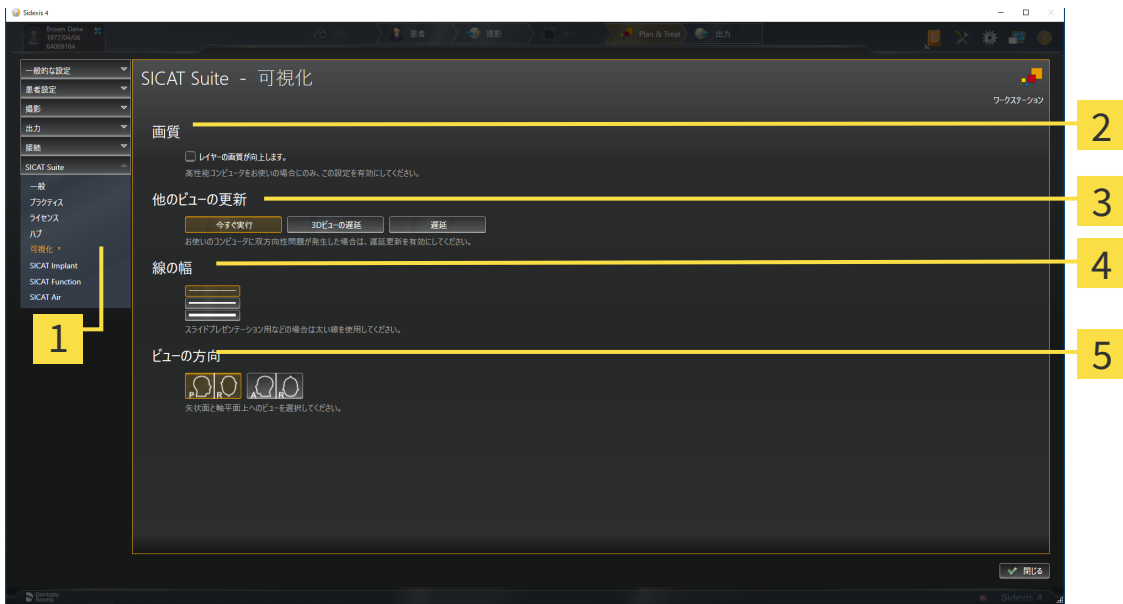 Sidexis 4
Brown Dana
1977/04/06
64069164
患者
撮影
Plan & Treat
出力
一般的な設定
患者設定
撮影
出力
接続
SICAT Suite
一般
プラクティス
ライセンス
ハブ
可視化
SICAT Implant
SICAT Function
SICAT Air
SICAT Suite - 可視化
ワークステーション
画質
レイヤーの画質が向上します。
高性能コンピュータをお使いの場合にのみ、この設定を有効にしてください。
他のビューの更新
今すぐ実行 3Dビューの遅延 遅延
お使いのコンピュータに双方向性問題が発生した場合は、遅延更新を有効にしてください。
線の幅
スライドプレゼンテーション用などの場合は太い線を使用してください。
ビューの方向
P R A R
矢状面と軸平面上へのビューを選択してください。
閉じる
Dentsply
Sirona
Sidexis 4
1
2
3
4
5